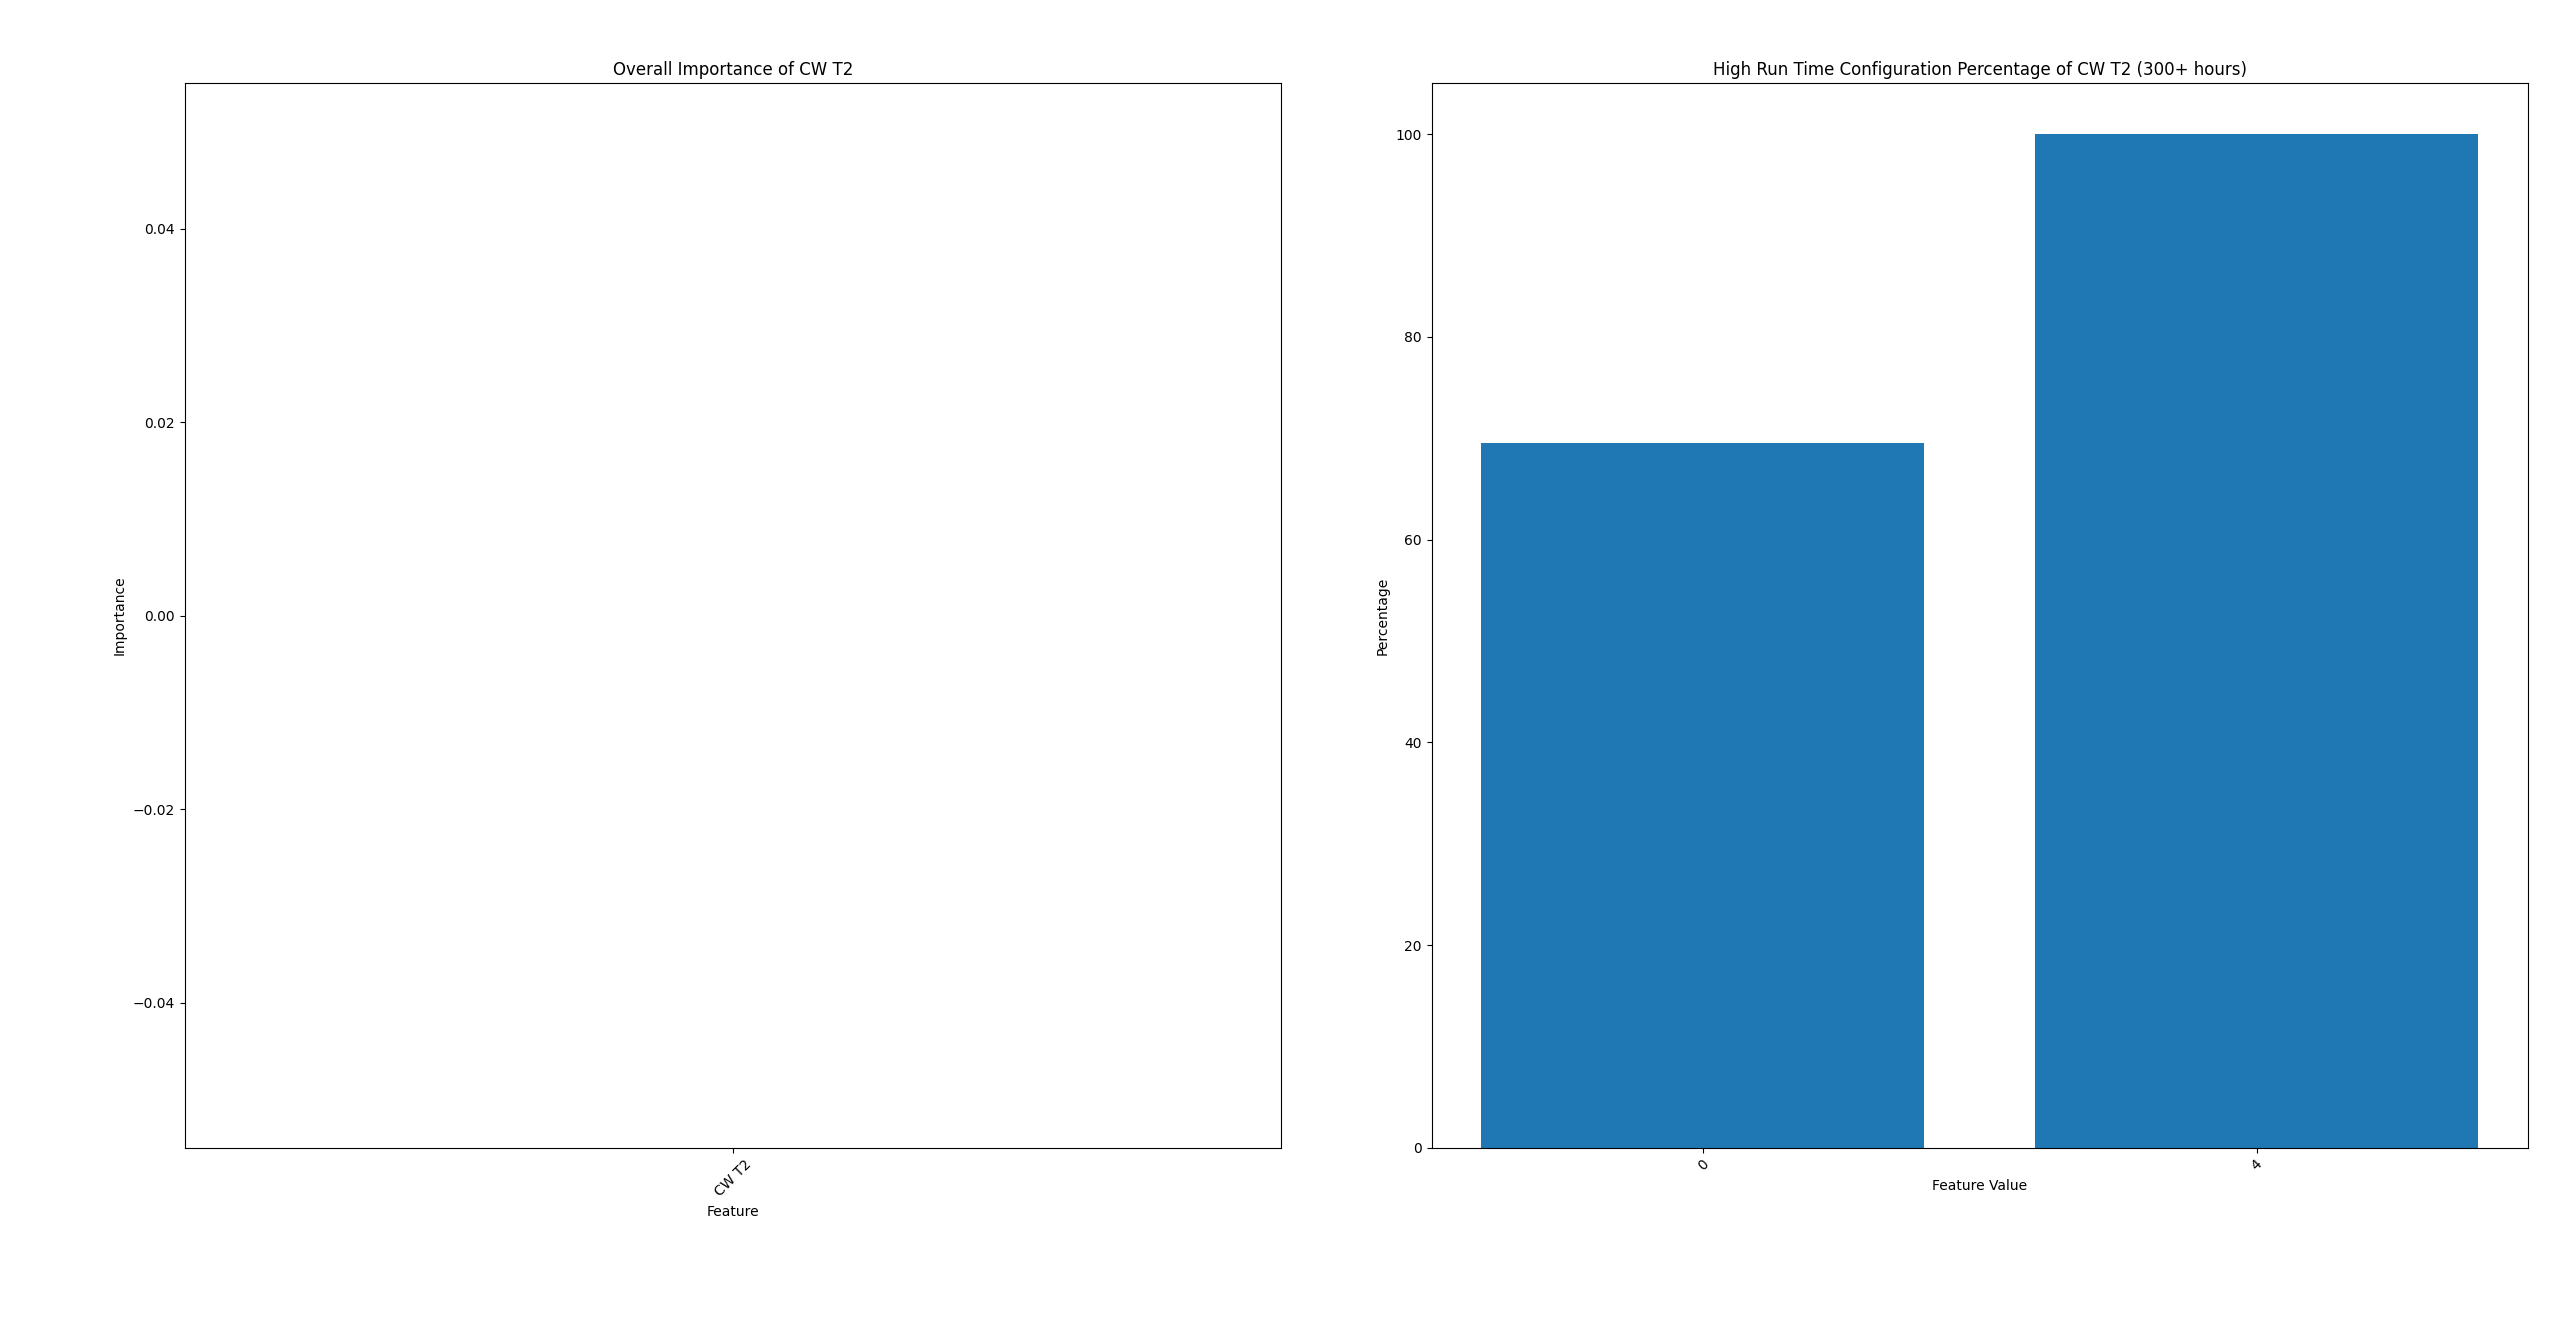 Overall Importance of CW T2
0.04
0.02
0.00
−0.02
−0.04
Importance
CW T2
Feature
High Run Time Configuration Percentage of CW T2 (300+ hours)
100
80
60
40
20
0
Percentage
0
4
Feature Value